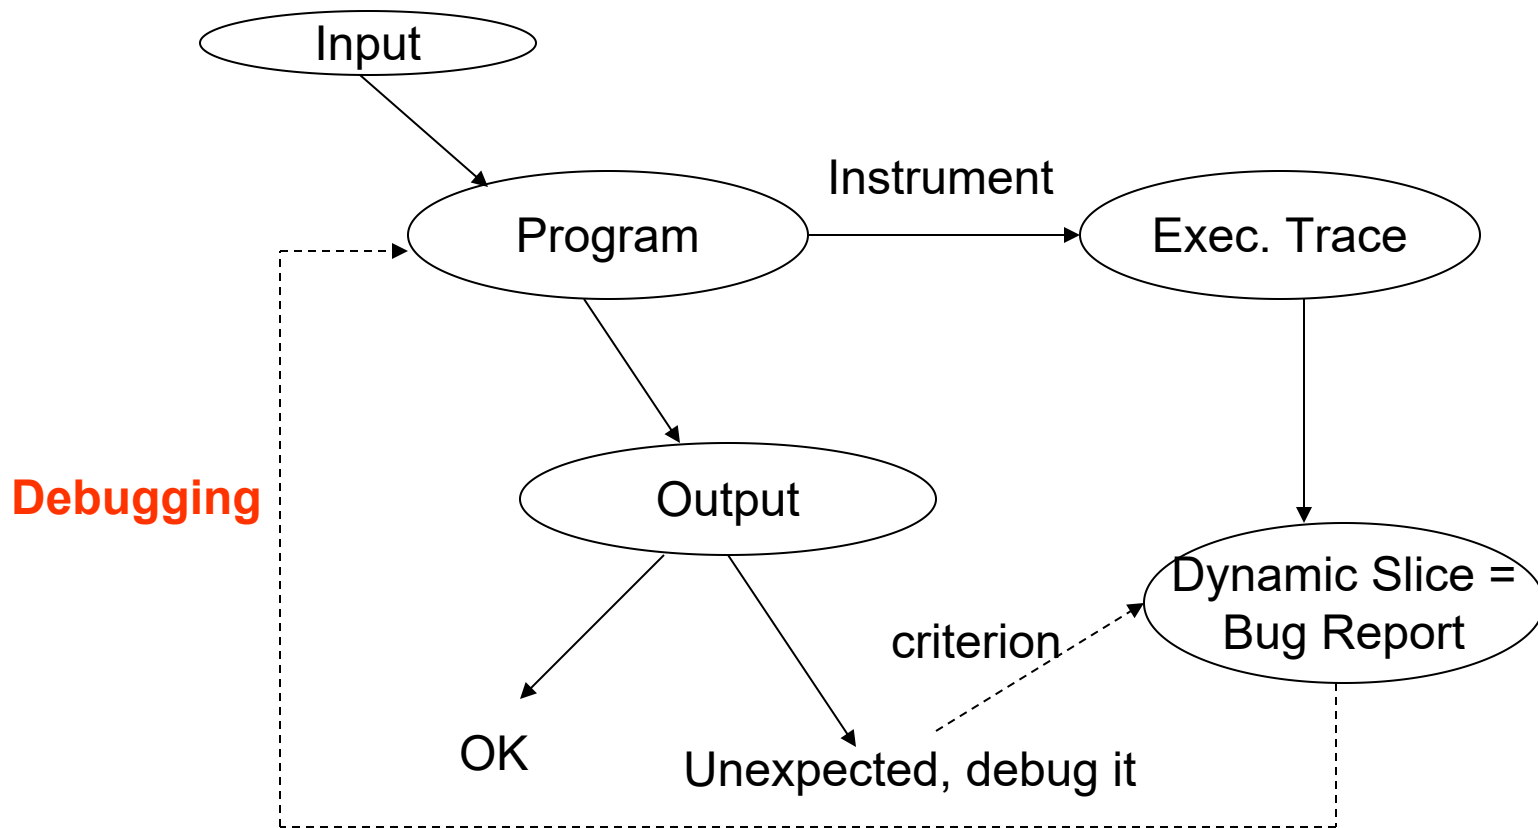 Input
Instrument
Program
Exec. Trace
Debugging
Output
Dynamic Slice =
Bug Report
criterion
OK
Unexpected, debug it